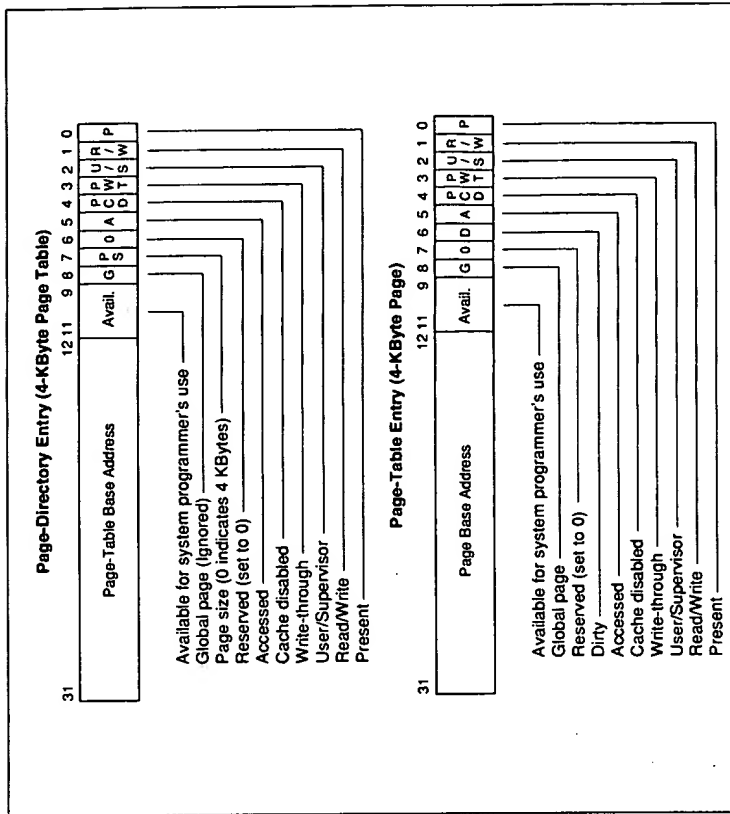 Page-Directory Entry (4-KByte Page Table)
31 12 11 9 8 7 6 5 4 3 2 1 0
Page-Table Base Address Avail. G PS 0 A PCD PWT U/S R/W P
Available for system programmer's use
Global page (Ignored)
Page size (0 indicates 4 KBytes)
Reserved (set to 0)
Accessed
Cache disabled
Write-through
User/Supervisor
Read/Write
Present
Page-Table Entry (4-KByte Page)
31 12 11 9 8 7 6 5 4 3 2 1 0
Page Base Address Avail. G 0 D A PCD PWT U/S R/W P
Available for system programmer's use
Global page
Reserved (set to 0)
Dirty
Accessed
Cache disabled
Write-through
User/Supervisor
Read/Write
Present